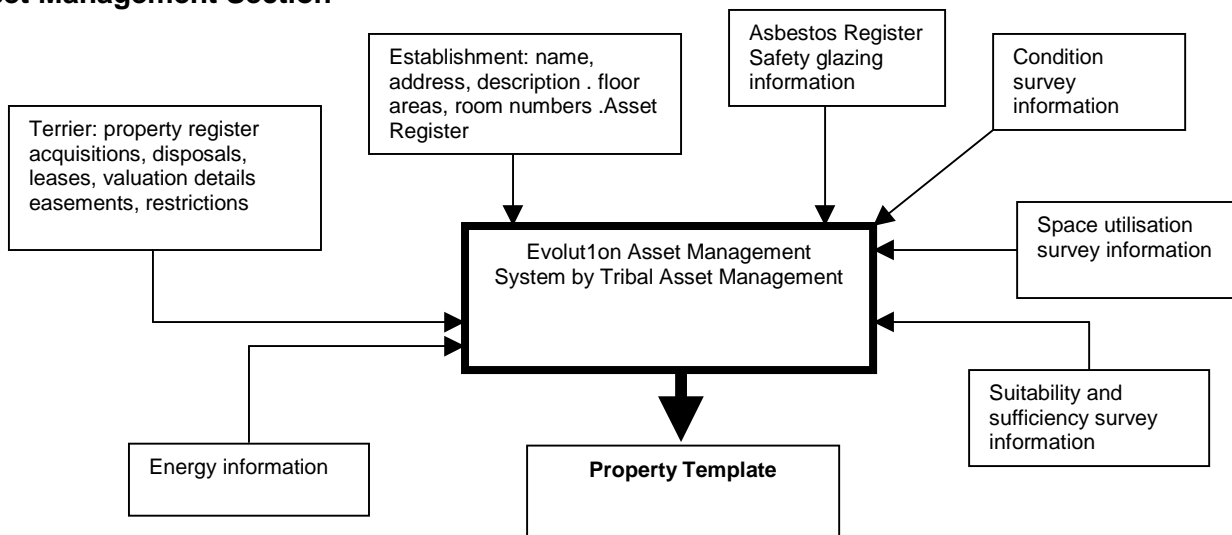 Management Section
Asbestos Register
Safety glazing
information
Establishment: name,
address, description . floor
areas, room numbers .Asset
Register
Condition
survey
information
Terrier: property register
acquisitions, disposals,
leases, valuation details
easements, restrictions
Space utilisation
survey information
Evolut1on Asset Management
System by Tribal Asset Management
Suitability and
sufficiency survey
information
Energy information
Property Template